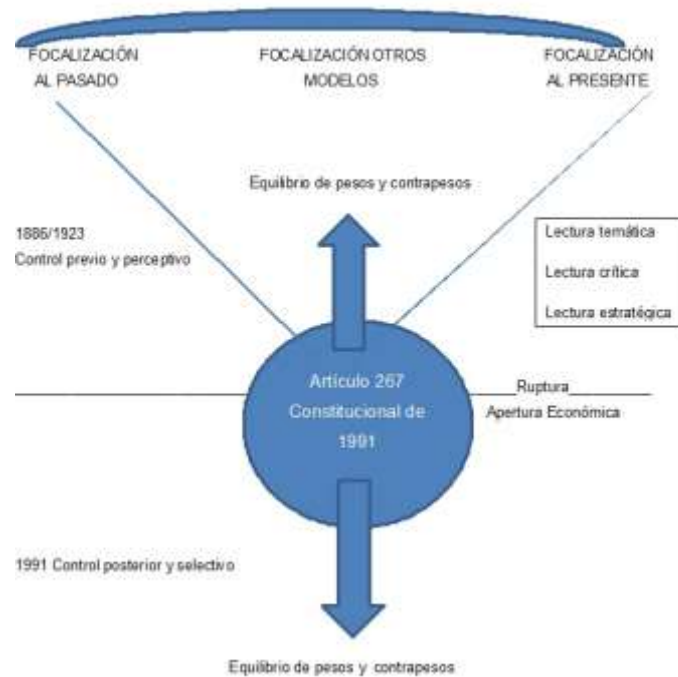 FOCALIZACIÓN
AL PASADO
FOCALIZACIÓN OTROS
MODELOS
FOCALIZACIÓN
AL PRESENTE
Equilibrio de pesos y contrapesos
1886/1923
Control previo y perceptivo
Lectura temática
Lectura crítica
Lectura estratégica
Artículo 267
Constitucional de
1991
Ruptura
Apertura Económica
1991 Control posterior y selectivo
Equilibrio de pesos y contrapesos